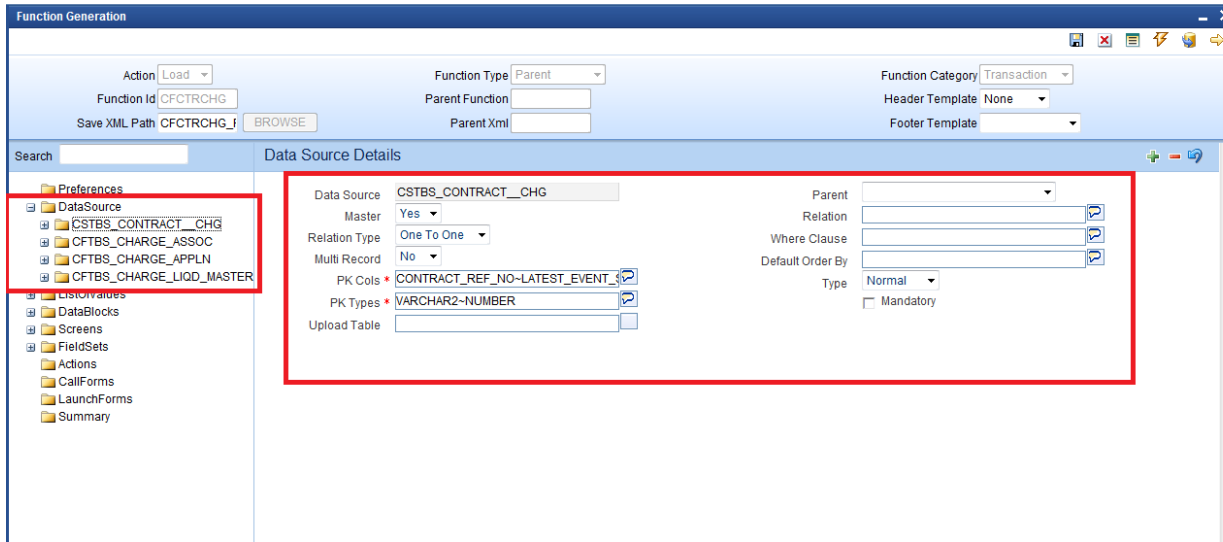 Function Generation
Action Load
Function Type Parent
Function Category Transaction
Function Id CFCTRCHG
Parent Function
Header Template None
Save XML Path CFCTRCHG_ BROWSE
Parent Xml
Footer Template
Search
Data Source Details
Preferences
DataSource
CSTBS_CONTRACT__CHG
CFTBS_CHARGE_ASSOC
CFTBS_CHARGE_APPLN
CFTBS_CHARGE_LIQD_MASTER
ListOfValues
DataBlocks
Screens
FieldSets
Actions
CallForms
LaunchForms
Summary
Data Source CSTBS_CONTRACT__CHG
Parent
Master Yes
Relation
Relation Type One To One
Where Clause
Multi Record No
Default Order By
PK Cols * CONTRACT_REF_NO~LATEST_EVENT_
Type Normal
PK Types * VARCHAR2~NUMBER
Mandatory
Upload Table